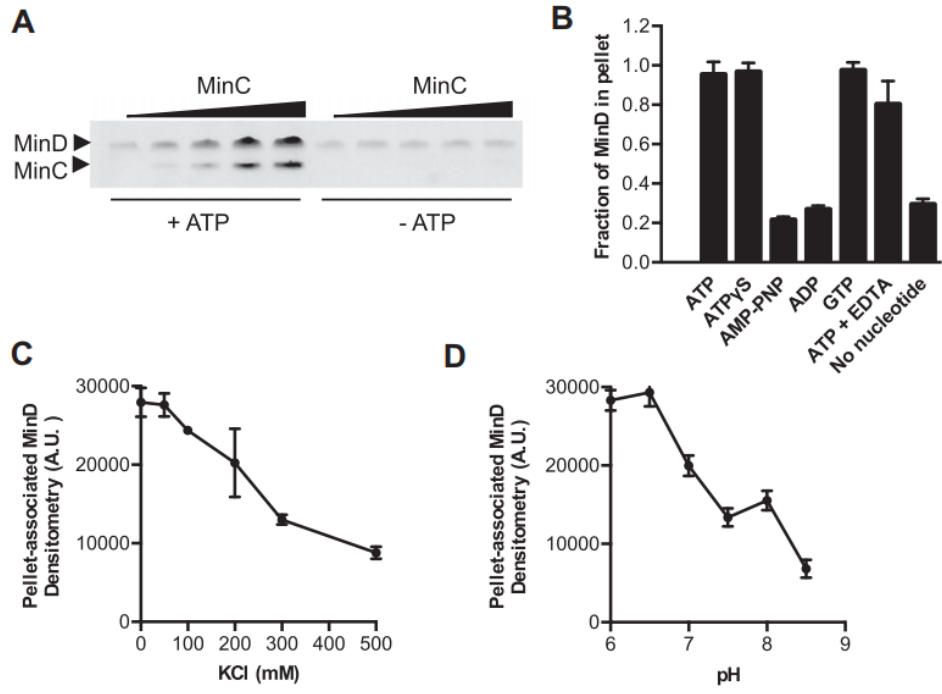 A
MinC MinC
MinD
MinC
+ ATP - ATP
B
Fraction of MinD in pellet
1.2
1.0
0.8
0.6
0.4
0.2
0.0
ATP
ATPγS
AMP-PNP
ADP
GTP
ATP + EDTA
No nucleotide
C
Pellet-associated MinD
Densitometry (A.U. )
30000
20000
10000
0
0 100 200 300 400 500
KCl (mM)
D
Pellet-associated MinD
Densitometry (A.U.)
30000
20000
10000
0
6 7 8 9
pH